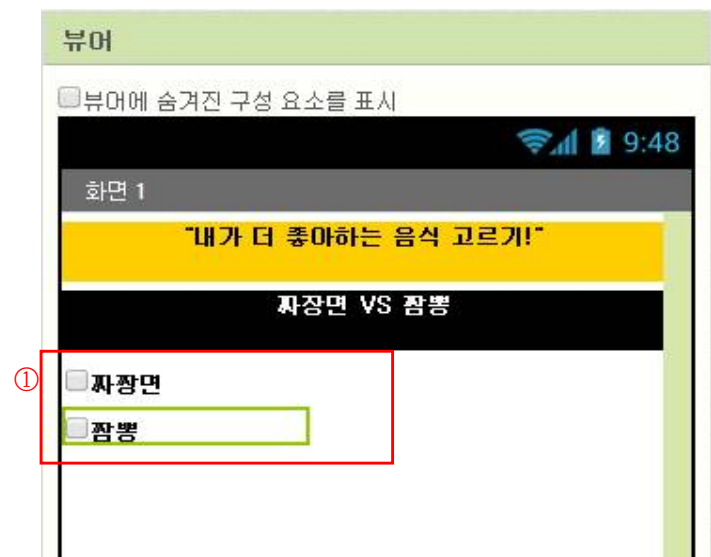 뷰어
뷰어에 숨겨진 구성 요소를 표시
9:48
화면 1
"내가 더 좋아하는 음식 고르기!"
짜장면 VS 짬뽕
①
짜짱면
짬뽕